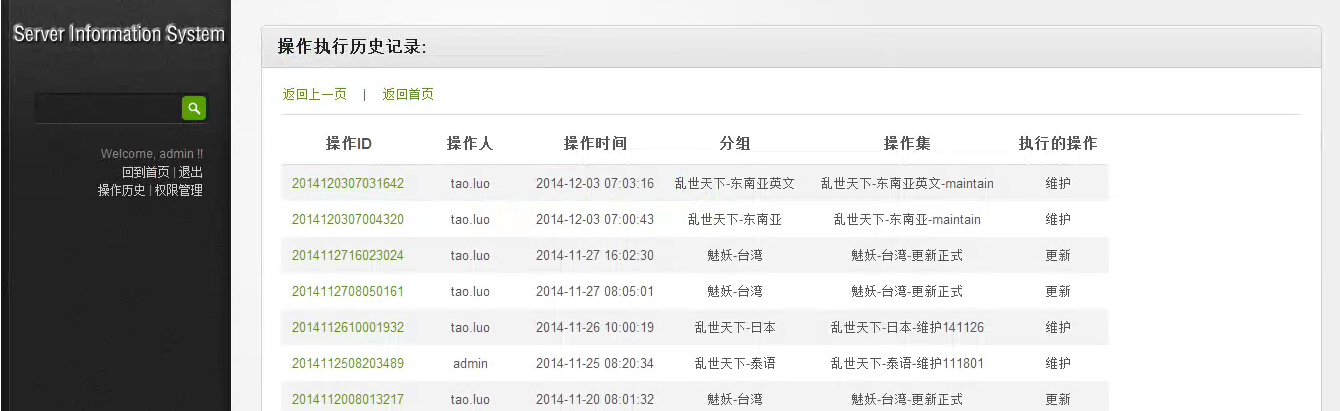 Server Information System
Welcome, admin !!
回到首页 | 退出
操作历史 | 权限管理
操作执行历史记录:
返回上一页 | 返回首页
操作ID 操作人 操作时间 分组 操作集 执行的操作
2014120307031642 tao.luo 2014-12-03 07:03:16 乱世天下-东南亚英文 乱世天下-东南亚英文-maintain 维护
2014120307004320 tao.luo 2014-12-03 07:00:43 乱世天下-东南亚 乱世天下-东南亚-maintain 维护
2014112716023024 tao.luo 2014-11-27 16:02:30 魅妖-台湾 魅妖-台湾-更新正式 更新
2014112708050161 tao.luo 2014-11-27 08:05:01 魅妖-台湾 魅妖-台湾-更新正式 更新
2014112610001932 tao.luo 2014-11-26 10:00:19 乱世天下-日本 乱世天下-日本-维护141126 维护
2014112508203489 admin 2014-11-25 08:20:34 乱世天下-泰语 乱世天下-泰语-维护111801 维护
2014112008013217 tao.luo 2014-11-20 08:01:32 魅妖-台湾 魅妖-台湾-更新正式 更新